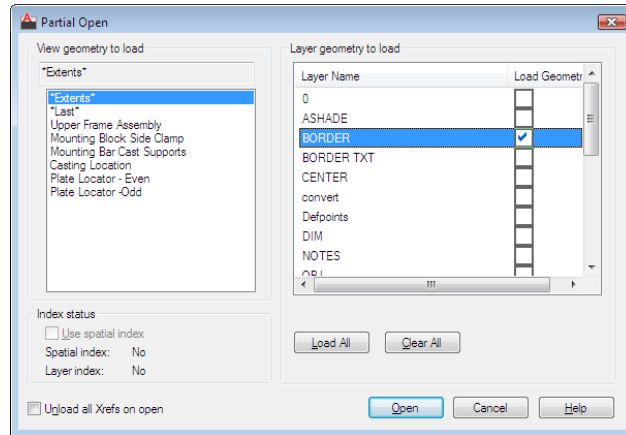 Partial Open
View geometry to load
*Extents*
*Extents*
*Last*
Upper Frame Assembly
Mounting Block Side Clamp
Mounting Bar Cast Supports
Casting Location
Plate Locator - Even
Plate Locator -Odd
Index status
Use spatial index
Spatial index: No
Layer index: No
Unload all Xrefs on open
Layer geometry to load
Layer Name Load Geometr
0
ASHADE
BORDER
BORDER TXT
CENTER
convert
Defpoints
DIM
NOTES
OBJ
Load All Clear All
Open Cancel Help